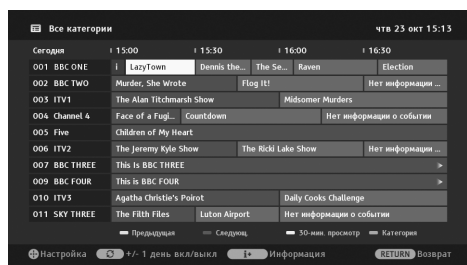 Все категории чтв 23 окт 15:13
Сегодня 15:00 15:30 16:00 16:30
001 BBC ONE i LazyTown Dennis the... The Se... Raven Election
002 BBC TWO Murder, She Wrote Flog It! Нет информации ...
003 ITV1 The Alan Titchmarsh Show Midsomer Murders
004 Channel 4 Face of a Fugi... Countdown Нет информации о событии
005 Five Children of My Heart
006 ITV2 The Jeremy Kyle Show The Ricki Lake Show Нет информации ...
007 BBC THREE This Is BBC THREE
009 BBC FOUR This is BBC FOUR
010 ITV3 Agatha Christie's Poirot Daily Cooks Challenge
011 SKY THREE The Filth Files Luton Airport Нет информации о событии
Предыдущая Следующ. 30-мин. просмотр Категория
Настройка +/- 1 день вкл/выкл i+ Информация RETURN Возврат